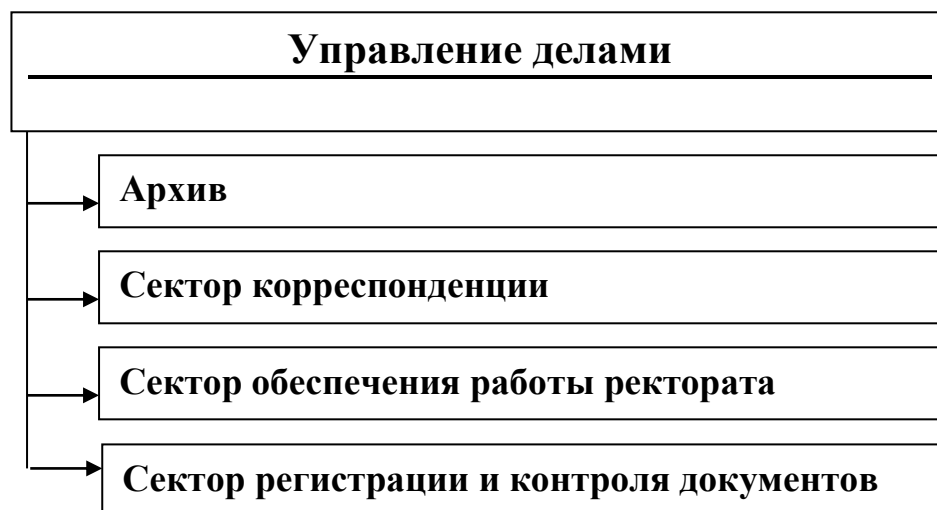 Управление делами
Архив
Сектор корреспонденции
Сектор обеспечения работы ректората
Сектор регистрации и контроля документов